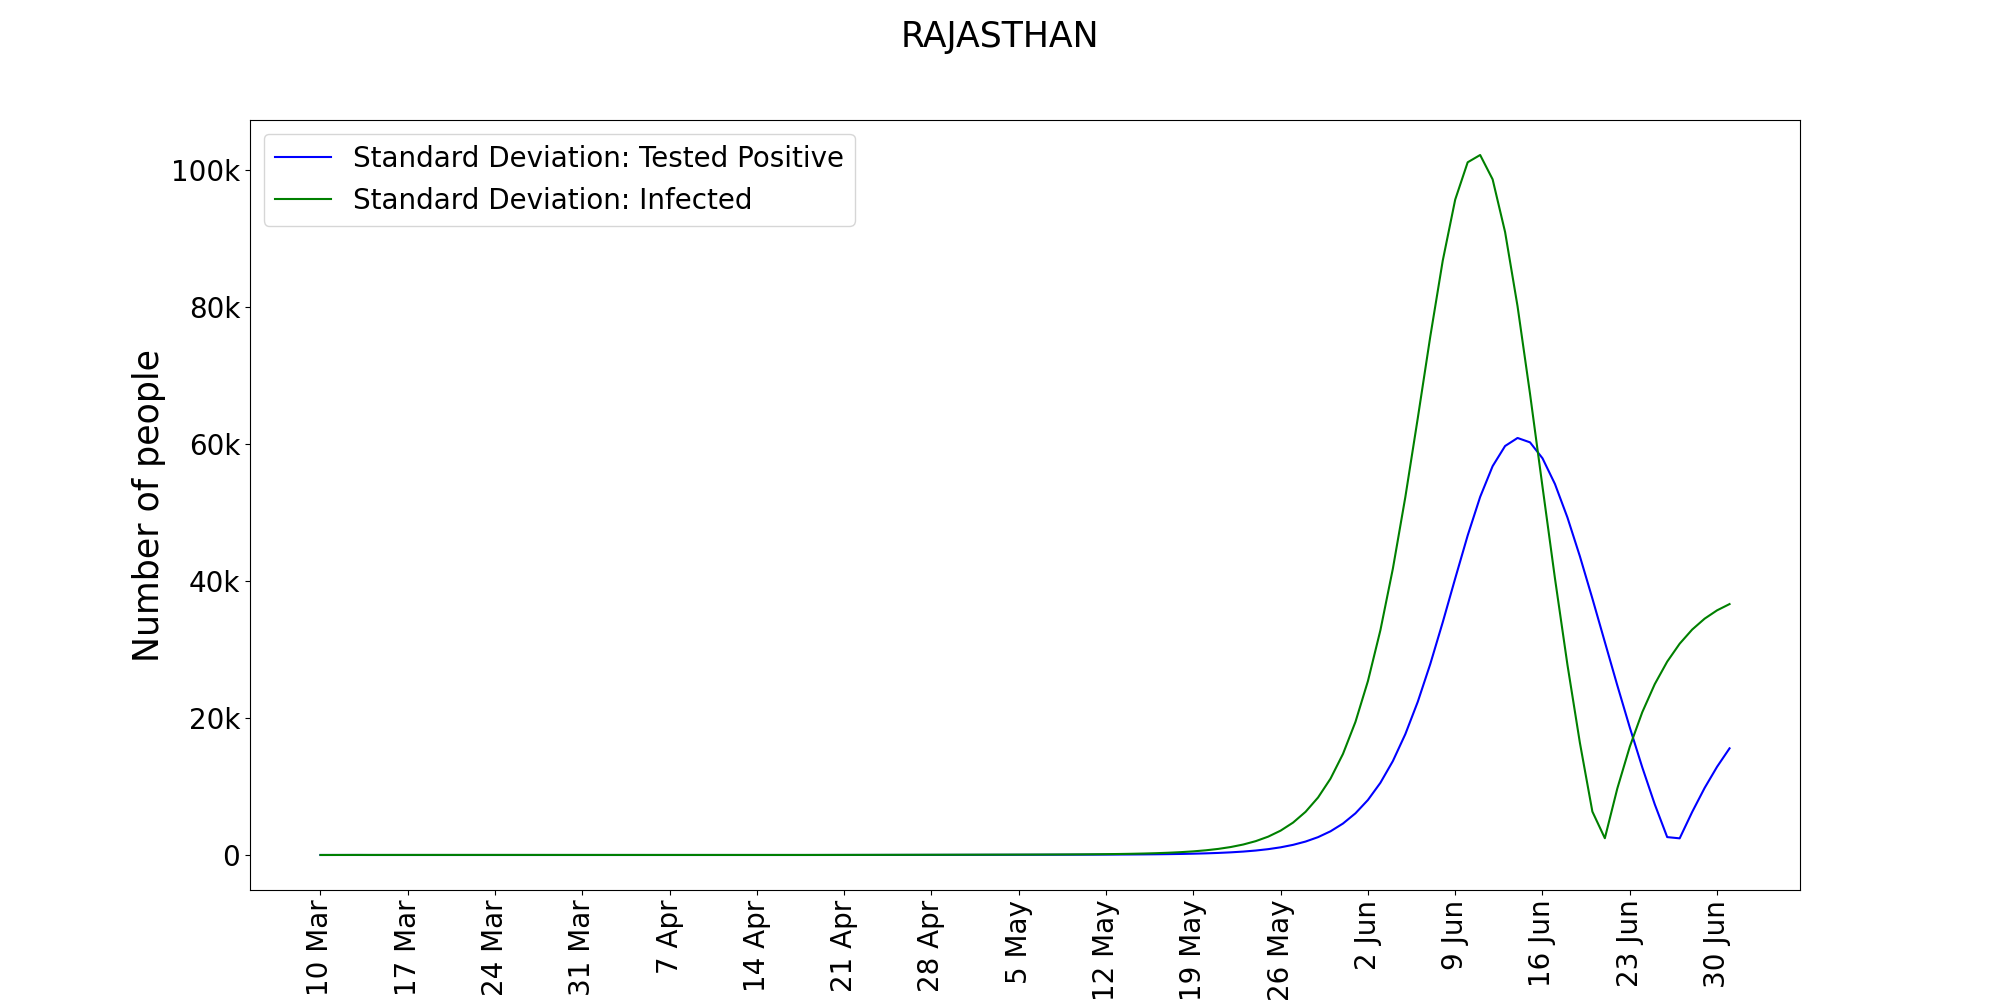 RAJASTHAN
Standard Deviation: Tested Positive
Standard Deviation: Infected
Number of people
100k
80k
60k
40k
20k
0
10 Mar
17 Mar
24 Mar
31 Mar
7 Apr
14 Apr
21 Apr
28 Apr
5 May
12 May
19 May
26 May
2 Jun
9 Jun
16 Jun
23 Jun
30 Jun